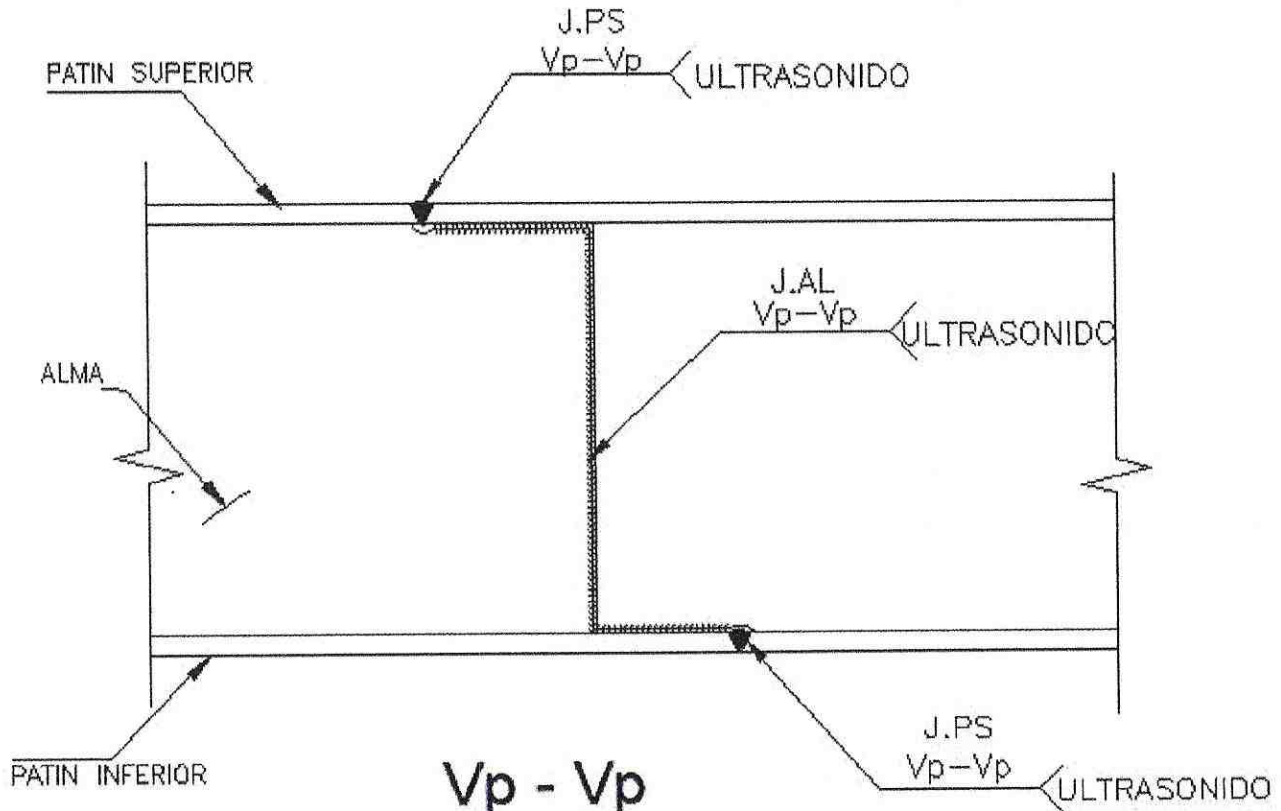 J.PS
Vp-Vp
ULTRASONIDO
PATIN SUPERIOR
J.AL
Vp-Vp
ULTRASONIDO
ALMA
J.PS
Vp-Vp
ULTRASONIDO
PATIN INFERIOR
Vp - Vp